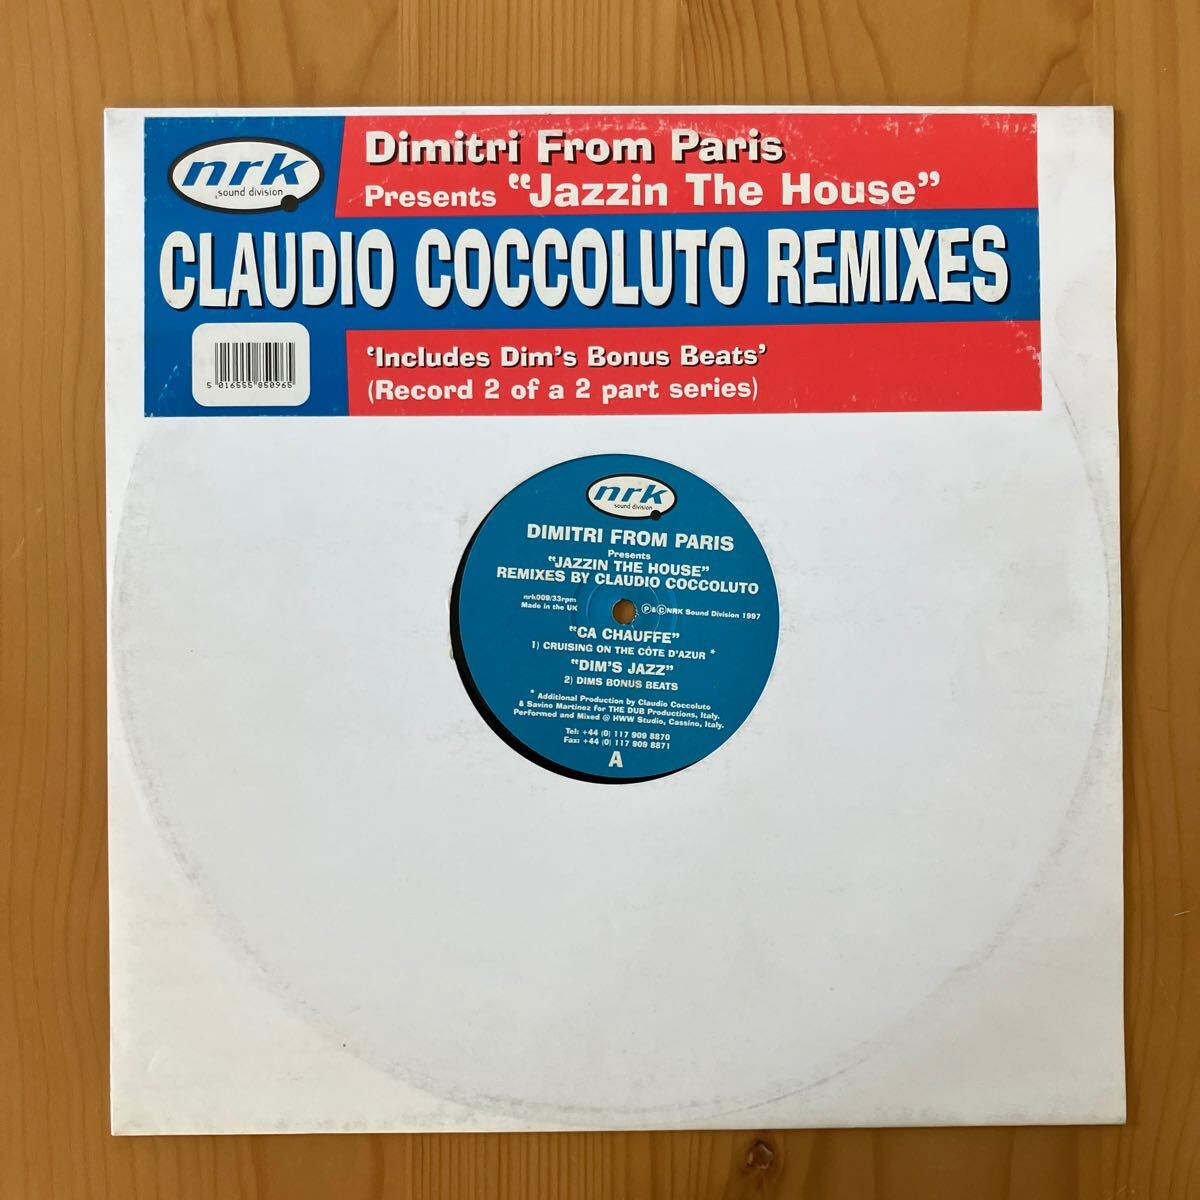 nrk
sound division
Dimitri From Paris
Presents “Jazzin The House”
CLAUDIO COCCOLUTO REMIXES
5 016555 850965
‘Includes Dim's Bonus Beats’
(Record 2 of a 2 part series)
nrk
sound division
DIMITRI FROM PARIS
Presents
“JAZZIN THE HOUSE”
REMIXES BY CLAUDIO COCCOLUTO
nrk009/33rpm
Made in the UK
Ⓟ&ⒸNRK Sound Division 1997
“CA CHAUFFE”
1) CRUISING ON THE CÔTE D'AZUR *
“DIM'S JAZZ”
2) DIMS BONUS BEATS
* Additional Production by Claudio Coccoluto
& Savino Martinez for THE DUB Productions, Italy.
Performed and Mixed @ HWW Studio, Cassino, Italy.
Tel: +44 (0) 117 909 8870
Fax: +44 (0) 117 909 8871
A